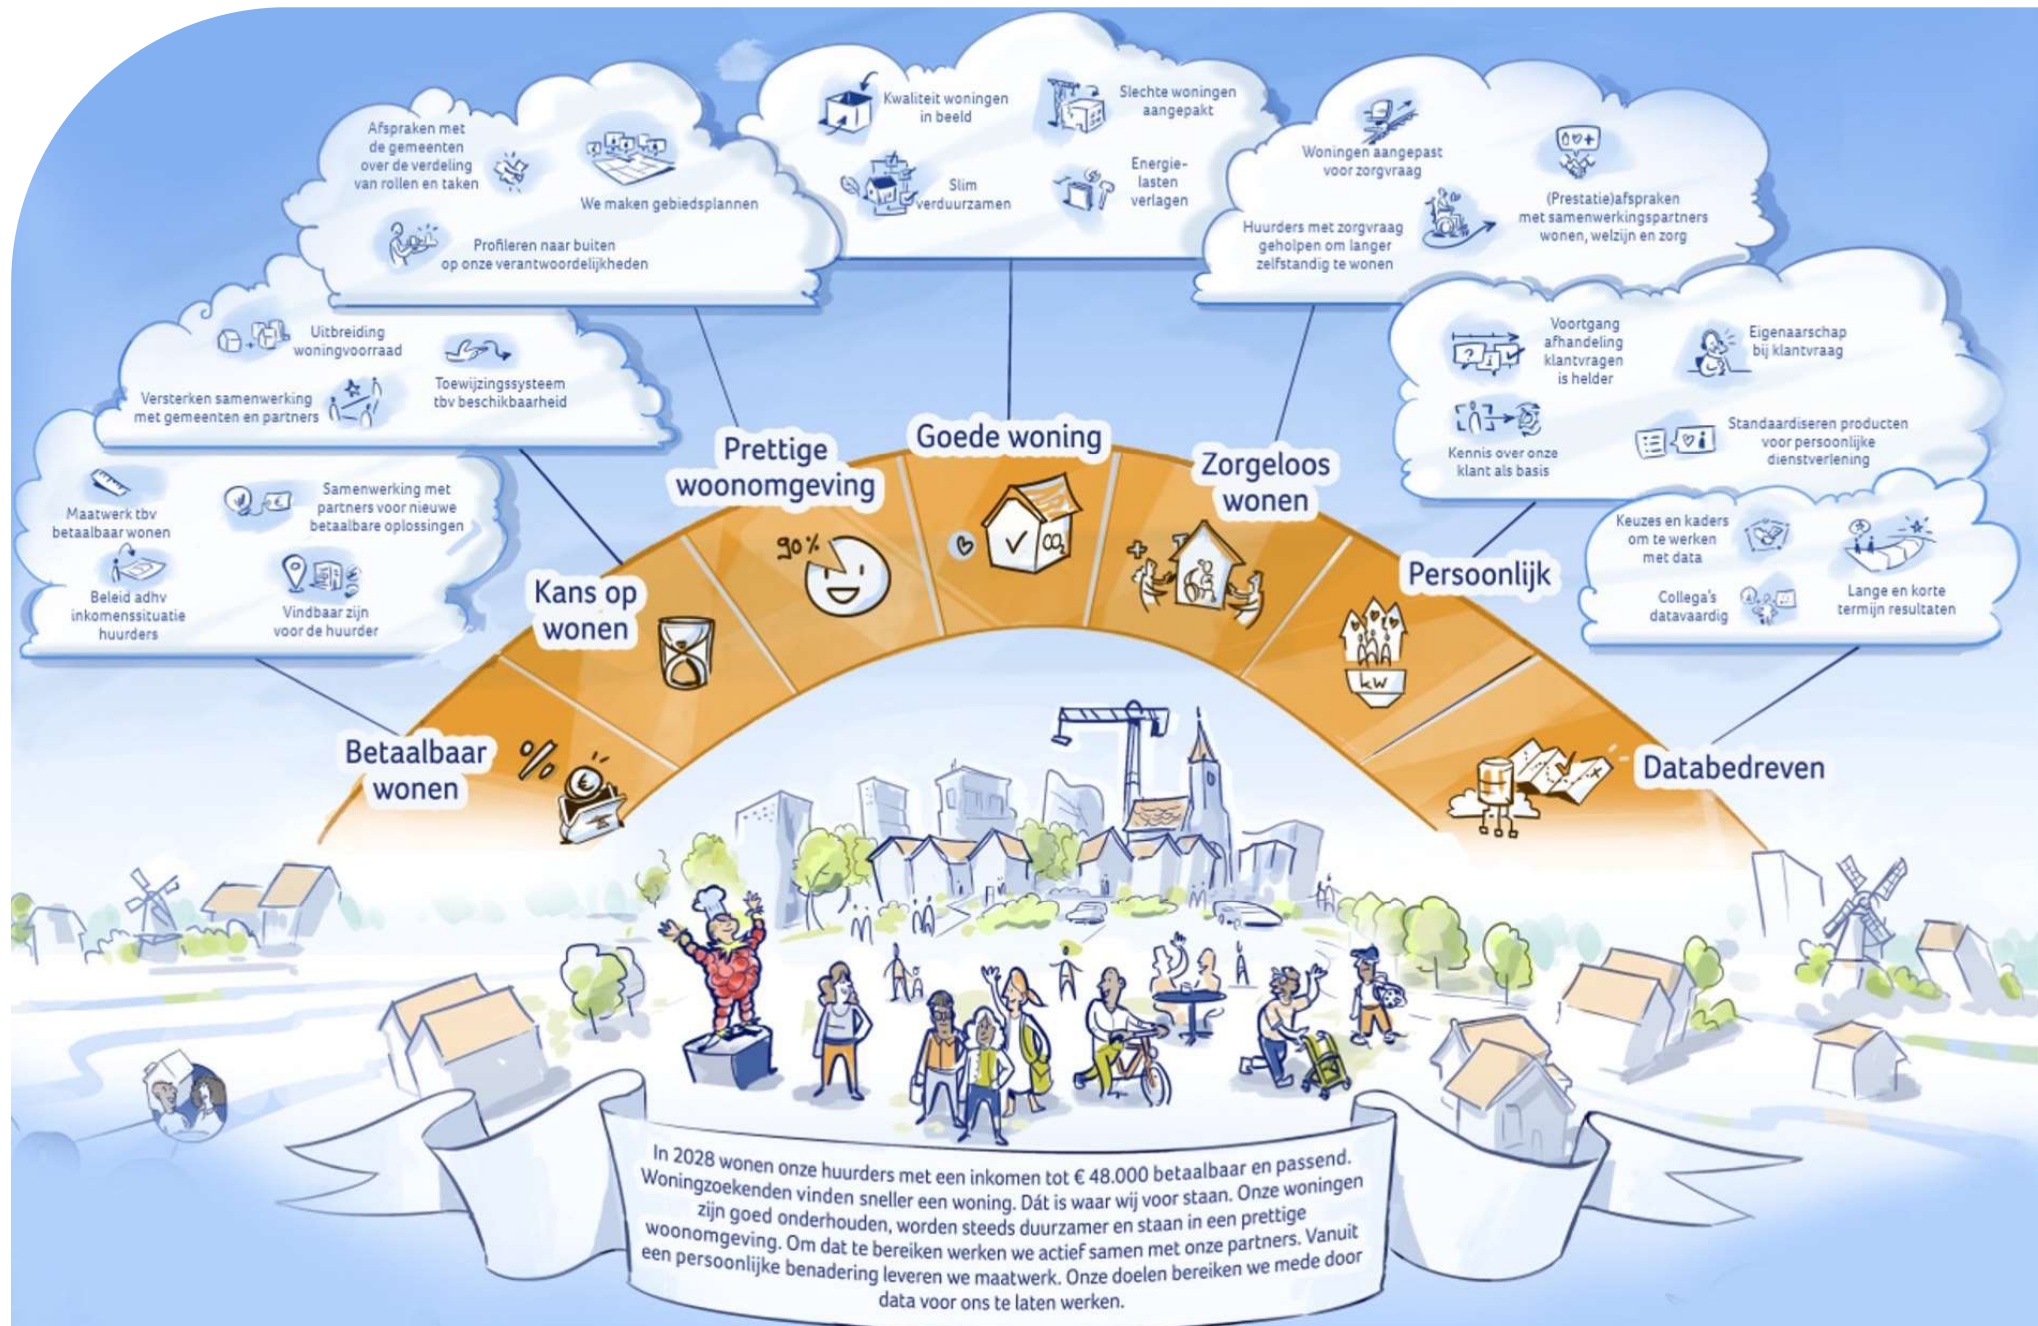 Kwaliteit woningen
in beeld
Slechte woningen
aangepakt
Slim
verduurzamen
Energie-
lasten
verlagen
Afspraken met
de gemeenten
over de verdeling
van rollen en taken
We maken gebiedsplannen
Profileren naar buiten
op onze verantwoordelijkheden
Woningen aangepast
voor zorgvraag
(Prestatie)afspraken
met samenwerkingspartners
wonen, welzijn en zorg
Huurders met zorgvraag
geholpen om langer
zelfstandig te wonen
Uitbreiding
woningvoorraad
Toewijzingssysteem
tbv beschikbaarheid
Versterken samenwerking
met gemeenten en partners
Voortgang
afhandeling
klantvragen
is helder
Eigenaarschap
bij klantvraag
Kennis over onze
klant als basis
Standaardiseren producten
voor persoonlijke
dienstverlening
Maatwerk tbv
betaalbaar wonen
Samenwerking met
partners voor nieuwe
betaalbare oplossingen
Beleid adhv
inkomenssituatie
huurders
Vindbaar zijn
voor de huurder
Keuzes en kaders
om te werken
met data
Collega's
datavaardig
Lange en korte
termijn resultaten
Betaalbaar
wonen
%
€
Kans op
wonen
Prettige
woonomgeving
90%
Goede woning
CO₂
Zorgeloos
wonen
Persoonlijk
kW
Databedreven
In 2028 wonen onze huurders met een inkomen tot € 48.000 betaalbaar en passend.
Woningzoekenden vinden sneller een woning. Dát is waar wij voor staan. Onze woningen
zijn goed onderhouden, worden steeds duurzamer en staan in een prettige
woonomgeving. Om dat te bereiken werken we actief samen met onze partners. Vanuit
een persoonlijke benadering leveren we maatwerk. Onze doelen bereiken we mede door
data voor ons te laten werken.